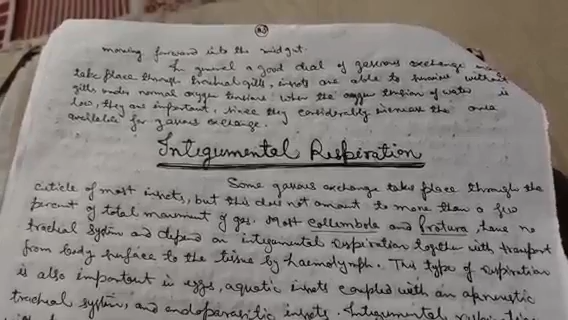 moving forward into the midgut.
In general a good deal of gaseous exchange may
take place through trachial gills, insects are able to survive without
gills under normal oxygen tensions. When the oxygen tension of water is
low, they are important, since they considerably increase the area
available for gaseous exchange.
Integumental Respiration
Some gaseous exchange takes place through the
cuticle of most insects, but this does not amount to more than a few
percent of total movement of gas. Most collembola and Protura have no
trachial system and depend on integumental respiration together with transport
from body surface to the tissue by haemolymph. This type of respiration
is also important in eggs, aquatic insects coupled with an apneustic
trachial system, and endoparasitic insects. Integumental respiration